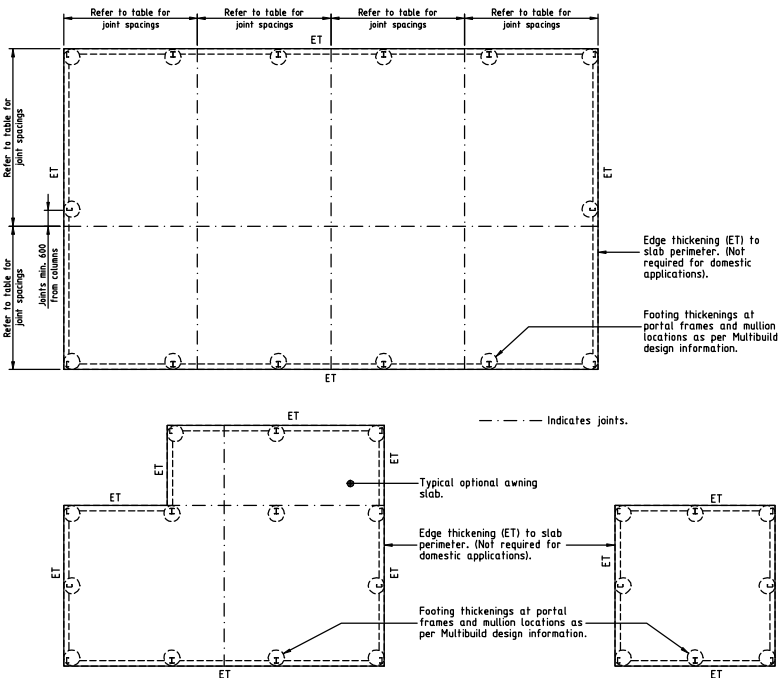 Refer to table for
joint spacings
Refer to table for
joint spacings
Refer to table for
joint spacings
Refer to table for
joint spacings
ET
Refer to table for
joint spacings
ET
ET
Refer to table for
joint spacings
Joints min. 600
from columns
Edge thickening (ET) to
slab perimeter. (Not
required for domestic
applications).
Footing thickenings at
portal frames and mullion
locations as per Multibuild
design information.
ET
ET
Indicates joints.
ET
ET
Typical optional awning
slab.
ET
ET
Edge thickening (ET) to slab
perimeter. (Not required for
domestic applications).
ET
ET
ET
Footing thickenings at portal
frames and mullion locations as
per Multibuild design information.
ET
ET